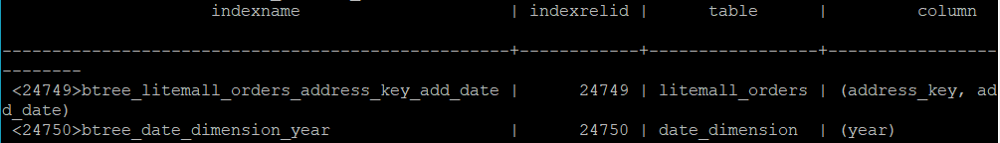 indexname | indexrelid | table | column
--------------------------------------------------+------------+----------------+-----------------
--------
<24749>btree_litemall_orders_address_key_add_date | 24749 | litemall_orders | (address_key, ad
d_date)
<24750>btree_date_dimension_year | 24750 | date_dimension | (year)